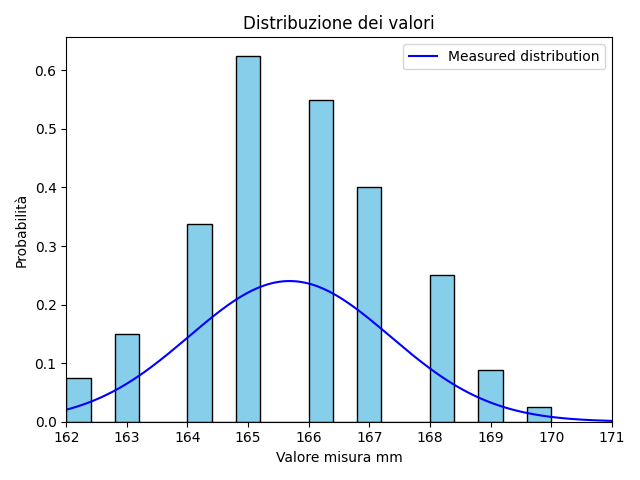 Distribuzione dei valori
Measured distribution
Probabilità
0.6
0.5
0.4
0.3
0.2
0.1
0.0
162 163 164 165 166 167 168 169 170 171
Valore misura mm